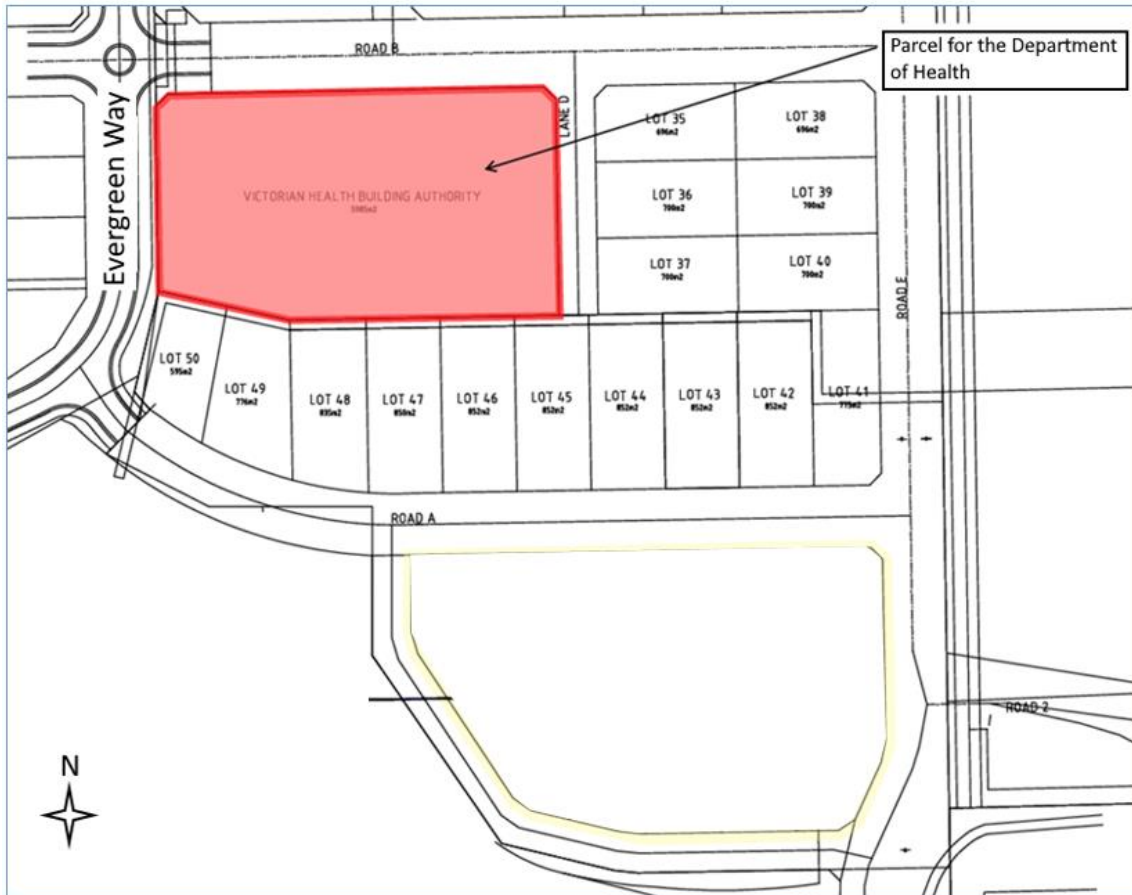 ROAD B
Parcel for the Department
of Health
Evergreen Way
LANE D
LOT 35
696m2
LOT 38
696m2
VICTORIAN HEALTH BUILDING AUTHORITY
LOT 36
700m2
LOT 39
700m2
LOT 37
700m2
LOT 40
700m2
ROAD E
LOT 50
595m2
LOT 49
776m2
LOT 48
835m2
LOT 47
850m2
LOT 46
852m2
LOT 45
852m2
LOT 44
852m2
LOT 43
852m2
LOT 42
852m2
LOT 41
ROAD A
ROAD 2
N